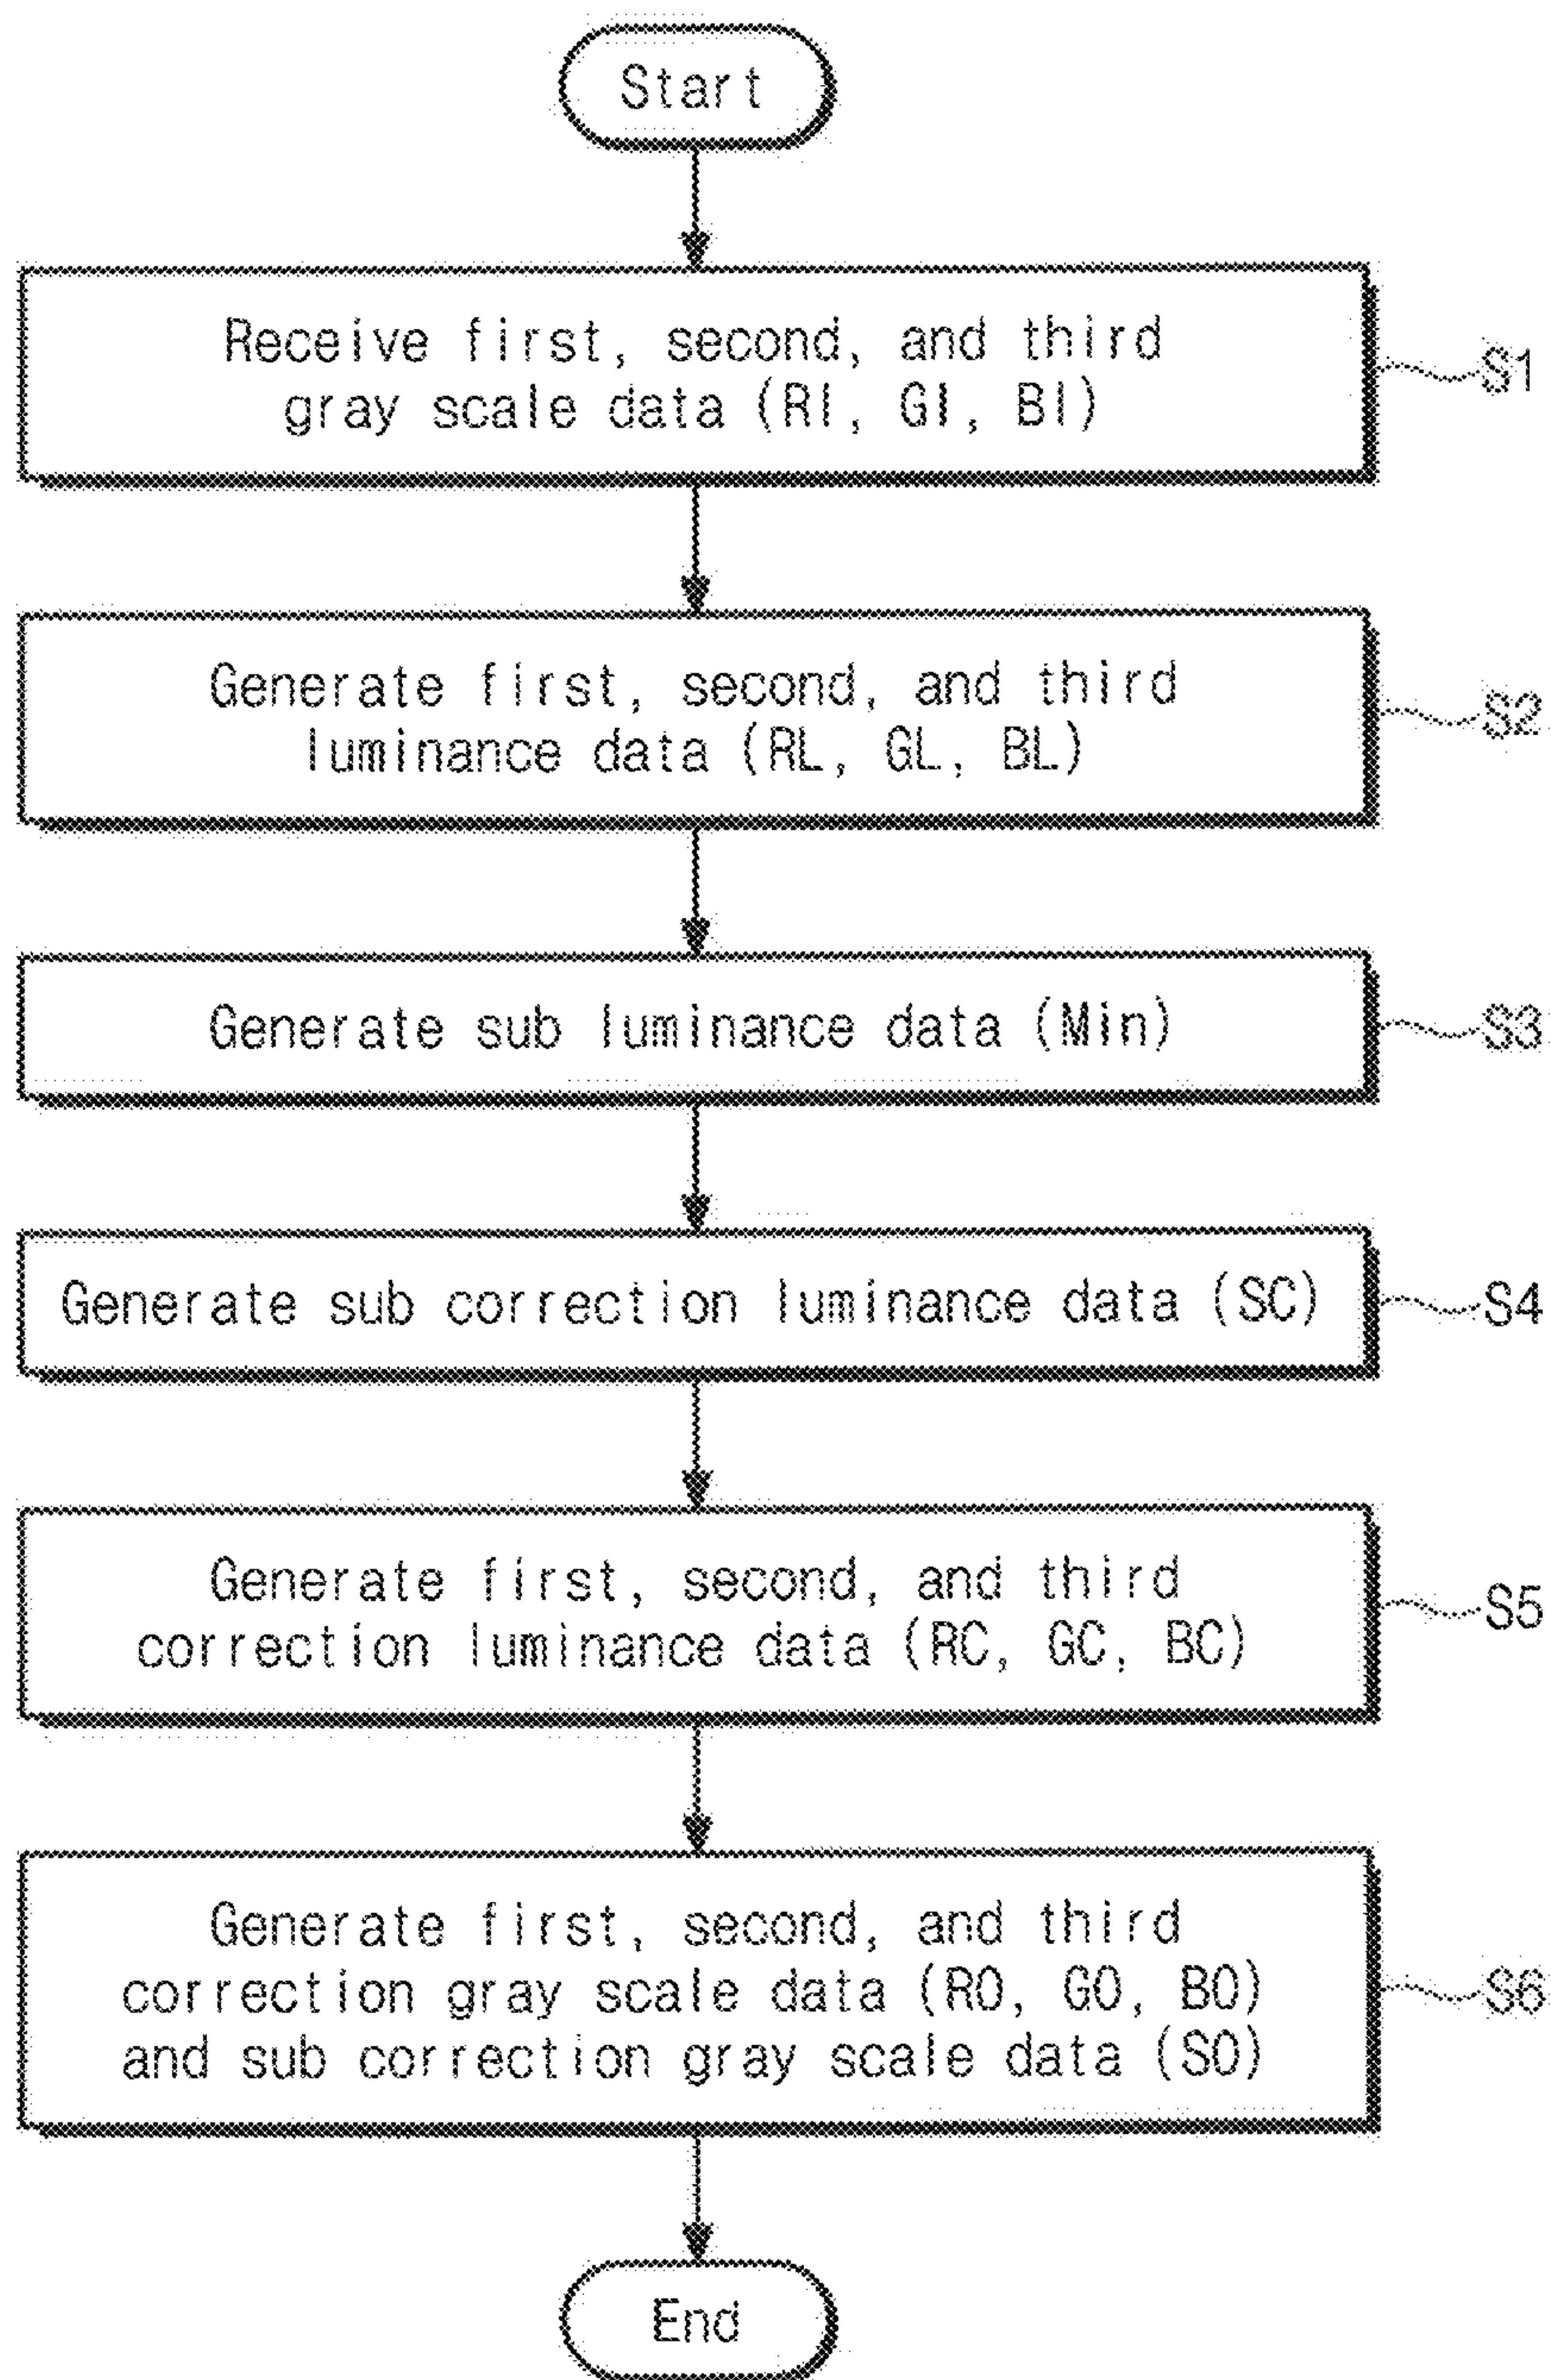 Start
Receive first, second, and third
gray scale data (RI, GI, BI)
S1
Generate first, second, and third
luminance data (RL, GL, BL)
S2
Generate sub luminance data (Min)
S3
Generate sub correction luminance data (SC)
S4
Generate first, second, and third
correction luminance data (RC, GC, BC)
S5
Generate first, second, and third
correction gray scale data (RO, GO, BO)
and sub correction gray scale data (SO)
S6
End